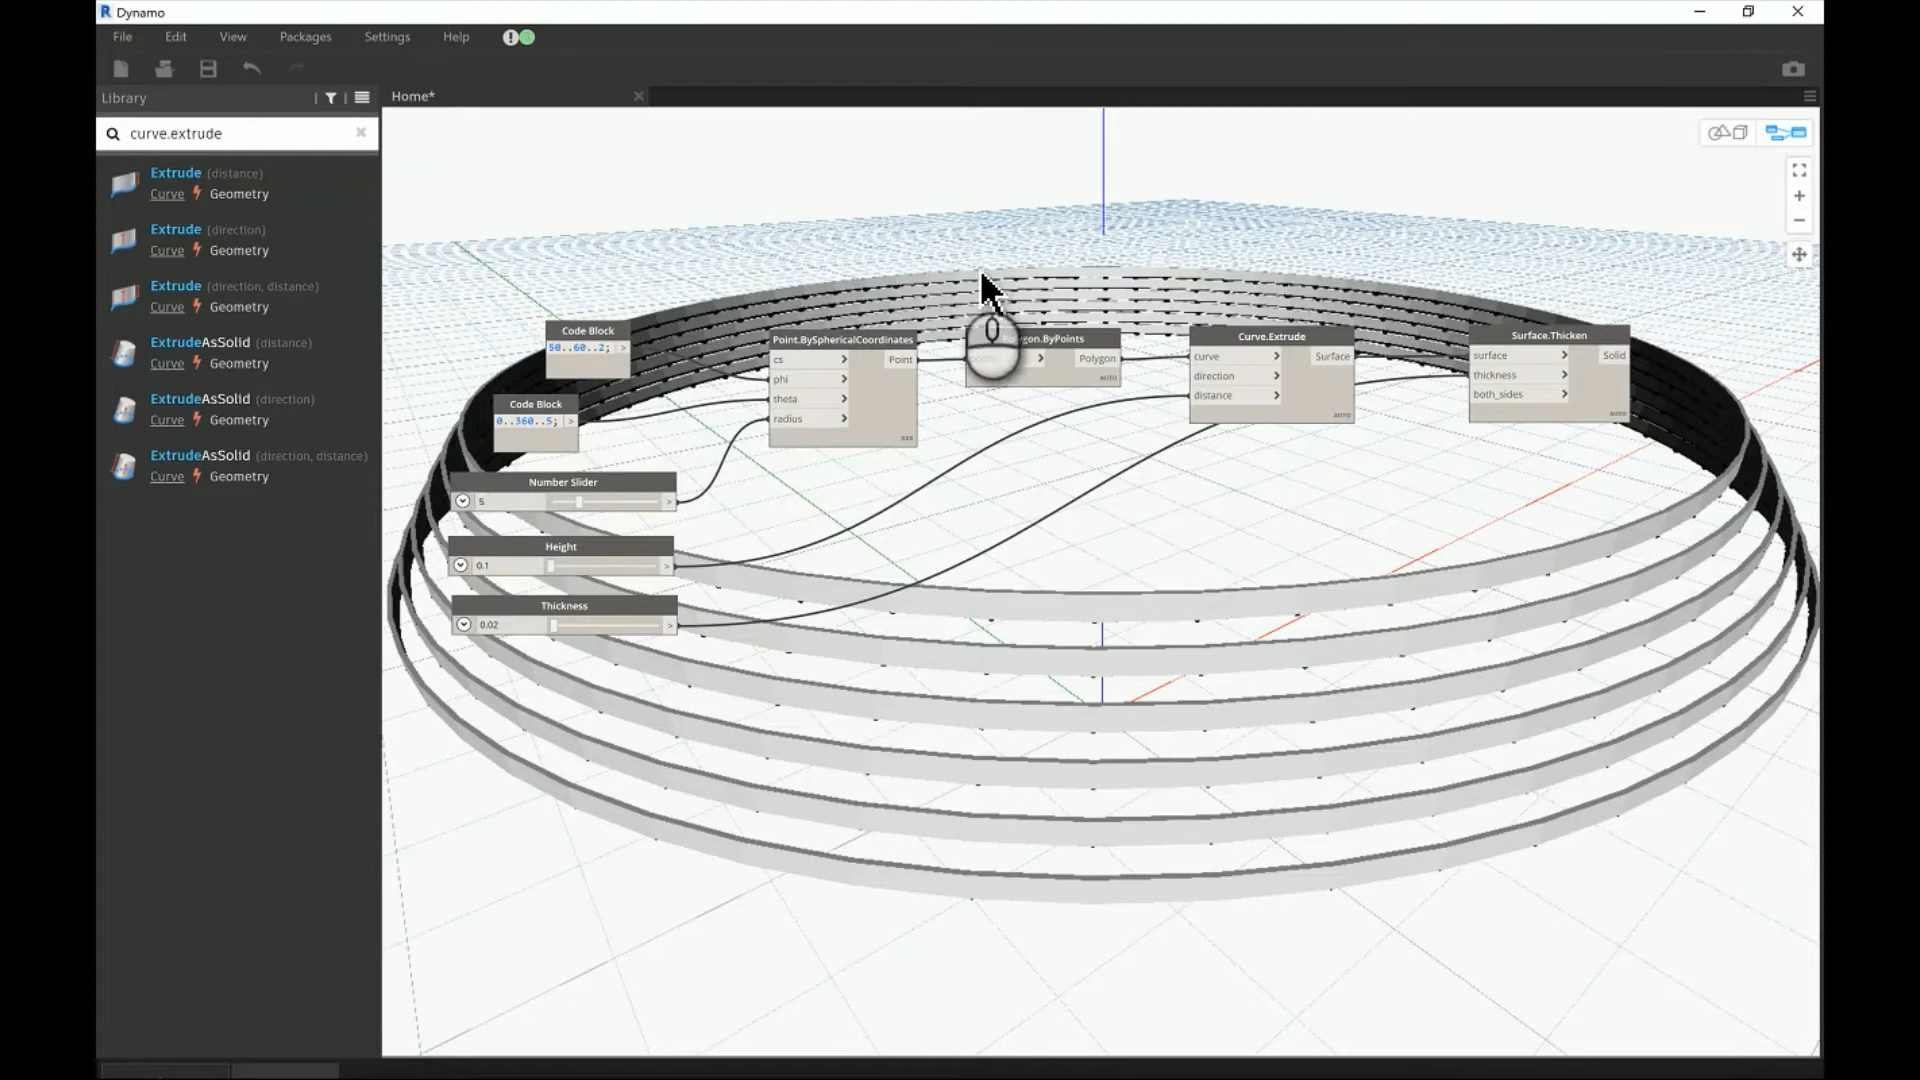 Dynamo
File Edit View Packages Settings Help
Library
Home*
curve.extrude
Extrude (distance)
Curve Geometry
Extrude (direction)
Curve Geometry
Extrude (direction, distance)
Curve Geometry
ExtrudeAsSolid (distance)
Curve Geometry
ExtrudeAsSolid (direction)
Curve Geometry
ExtrudeAsSolid (direction, distance)
Curve Geometry
Code Block
50..60..2; >
Code Block
0..360..5; >
Number Slider
5 >
Height
0.1 >
Thickness
0.02 >
Point.BySphericalCoordinates
cs > Point
phi >
theta >
radius >
XXX
> Polygon
AUTO
Curve.Extrude
curve > Surface
direction >
distance >
AUTO
Surface.Thicken
surface > Solid
thickness >
both_sides >
AUTO